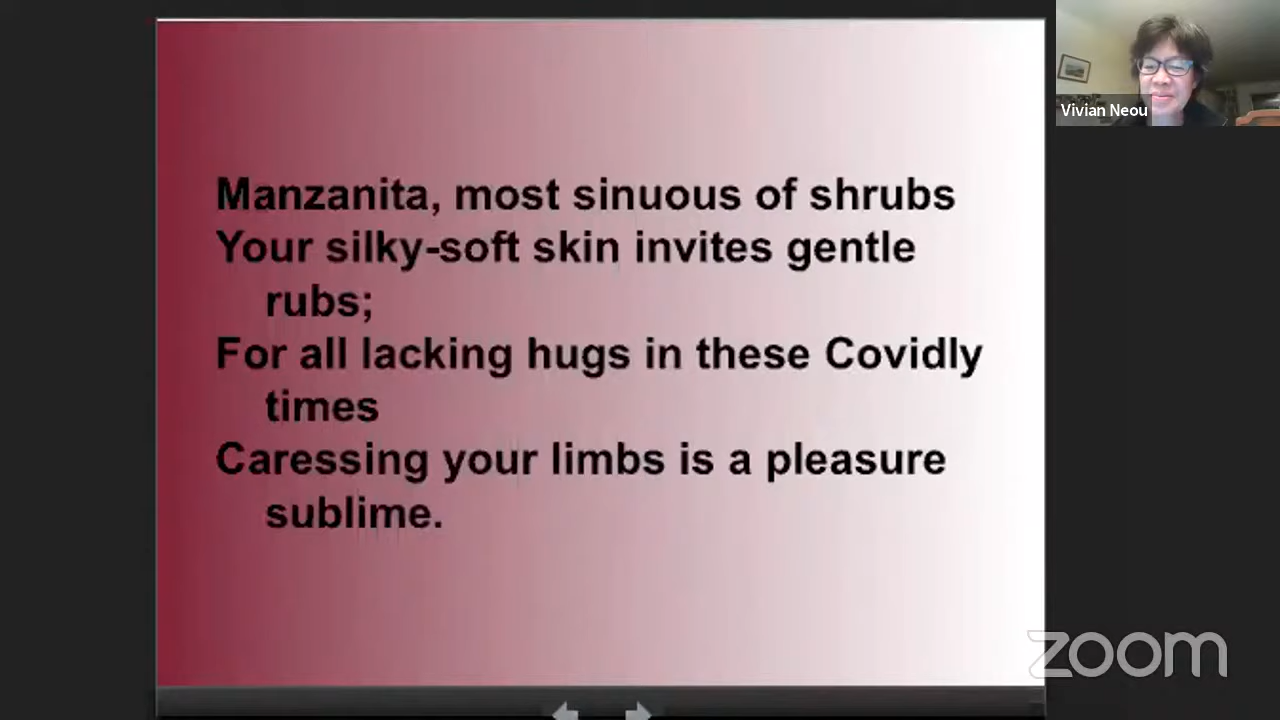 Manzanita, most sinuous of shrubs
Your silky-soft skin invites gentle
rubs;
For all lacking hugs in these Covidly
times
Caressing your limbs is a pleasure
sublime.
Vivian Neou
zoom